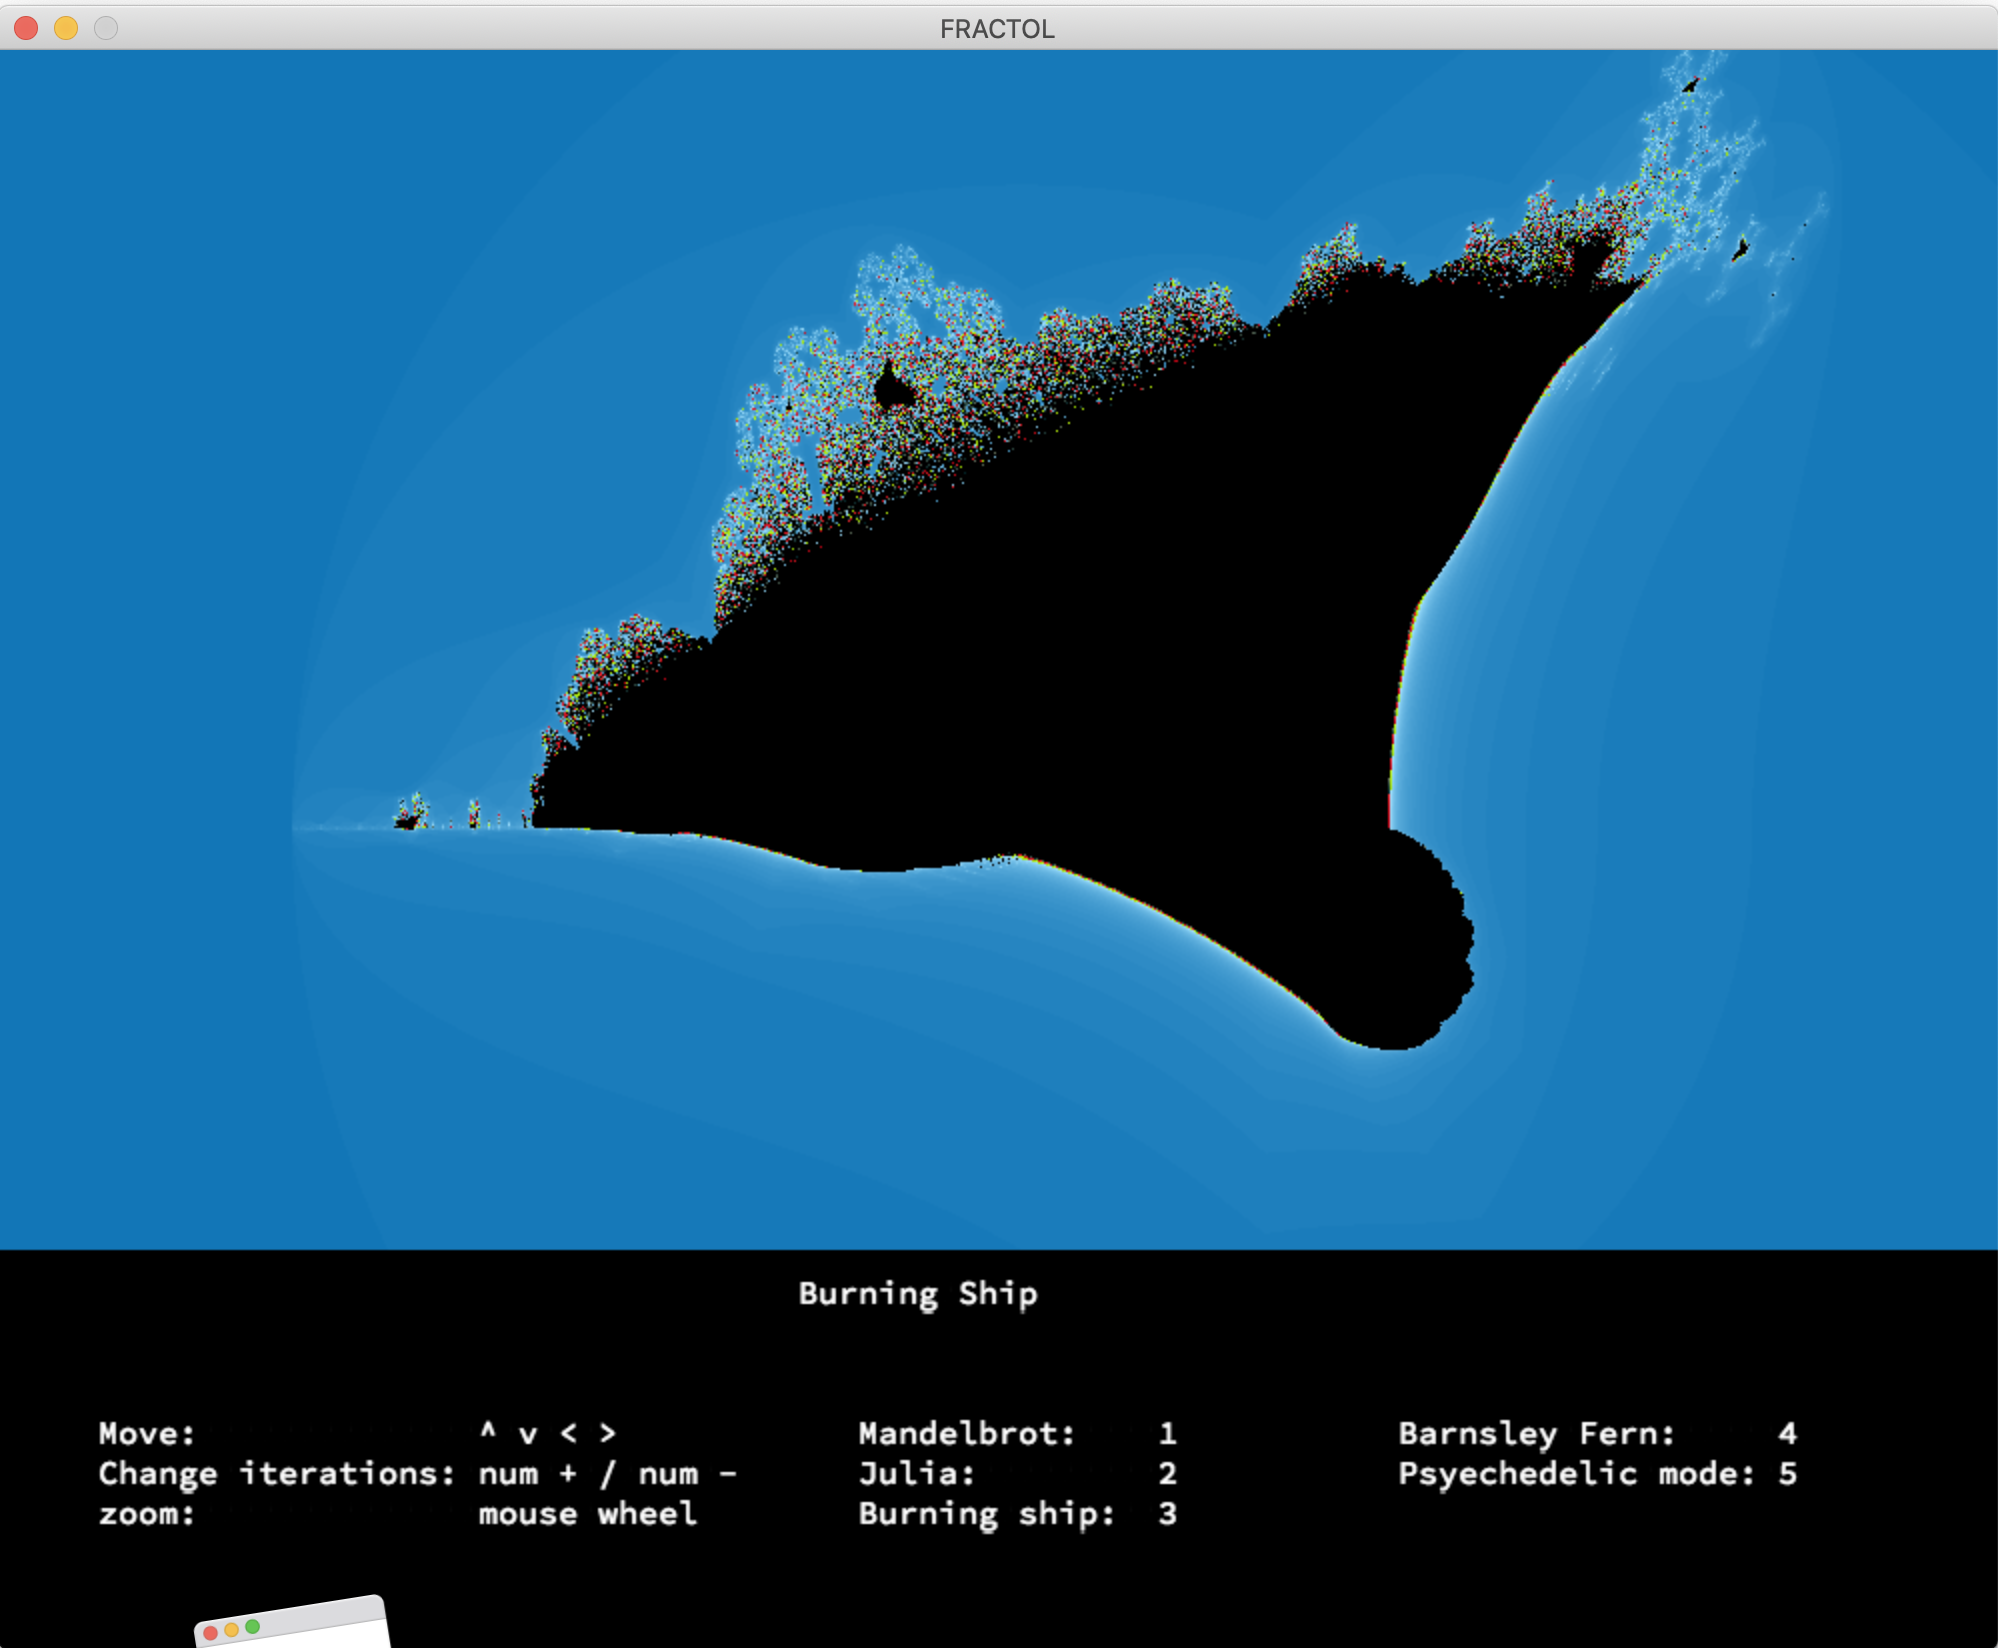 FRACTOL
Burning Ship
Move: ^ v < >
Change iterations: num + / num -
zoom: mouse wheel
Mandelbrot: 1
Julia: 2
Burning ship: 3
Barnsley Fern: 4
Psyechedelic mode: 5